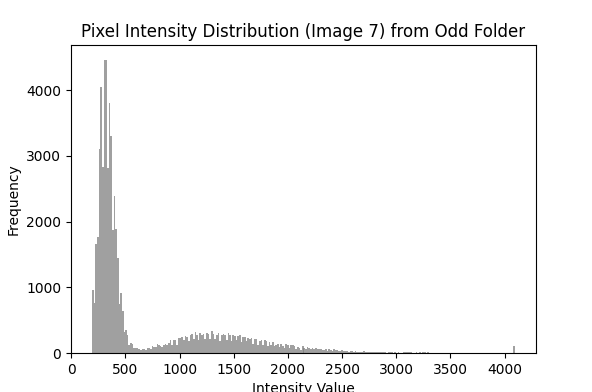 Pixel Intensity Distribution (Image 7) from Odd Folder
Frequency
4000
3000
2000
1000
0
0 500 1000 1500 2000 2500 3000 3500 4000
Intensity Value